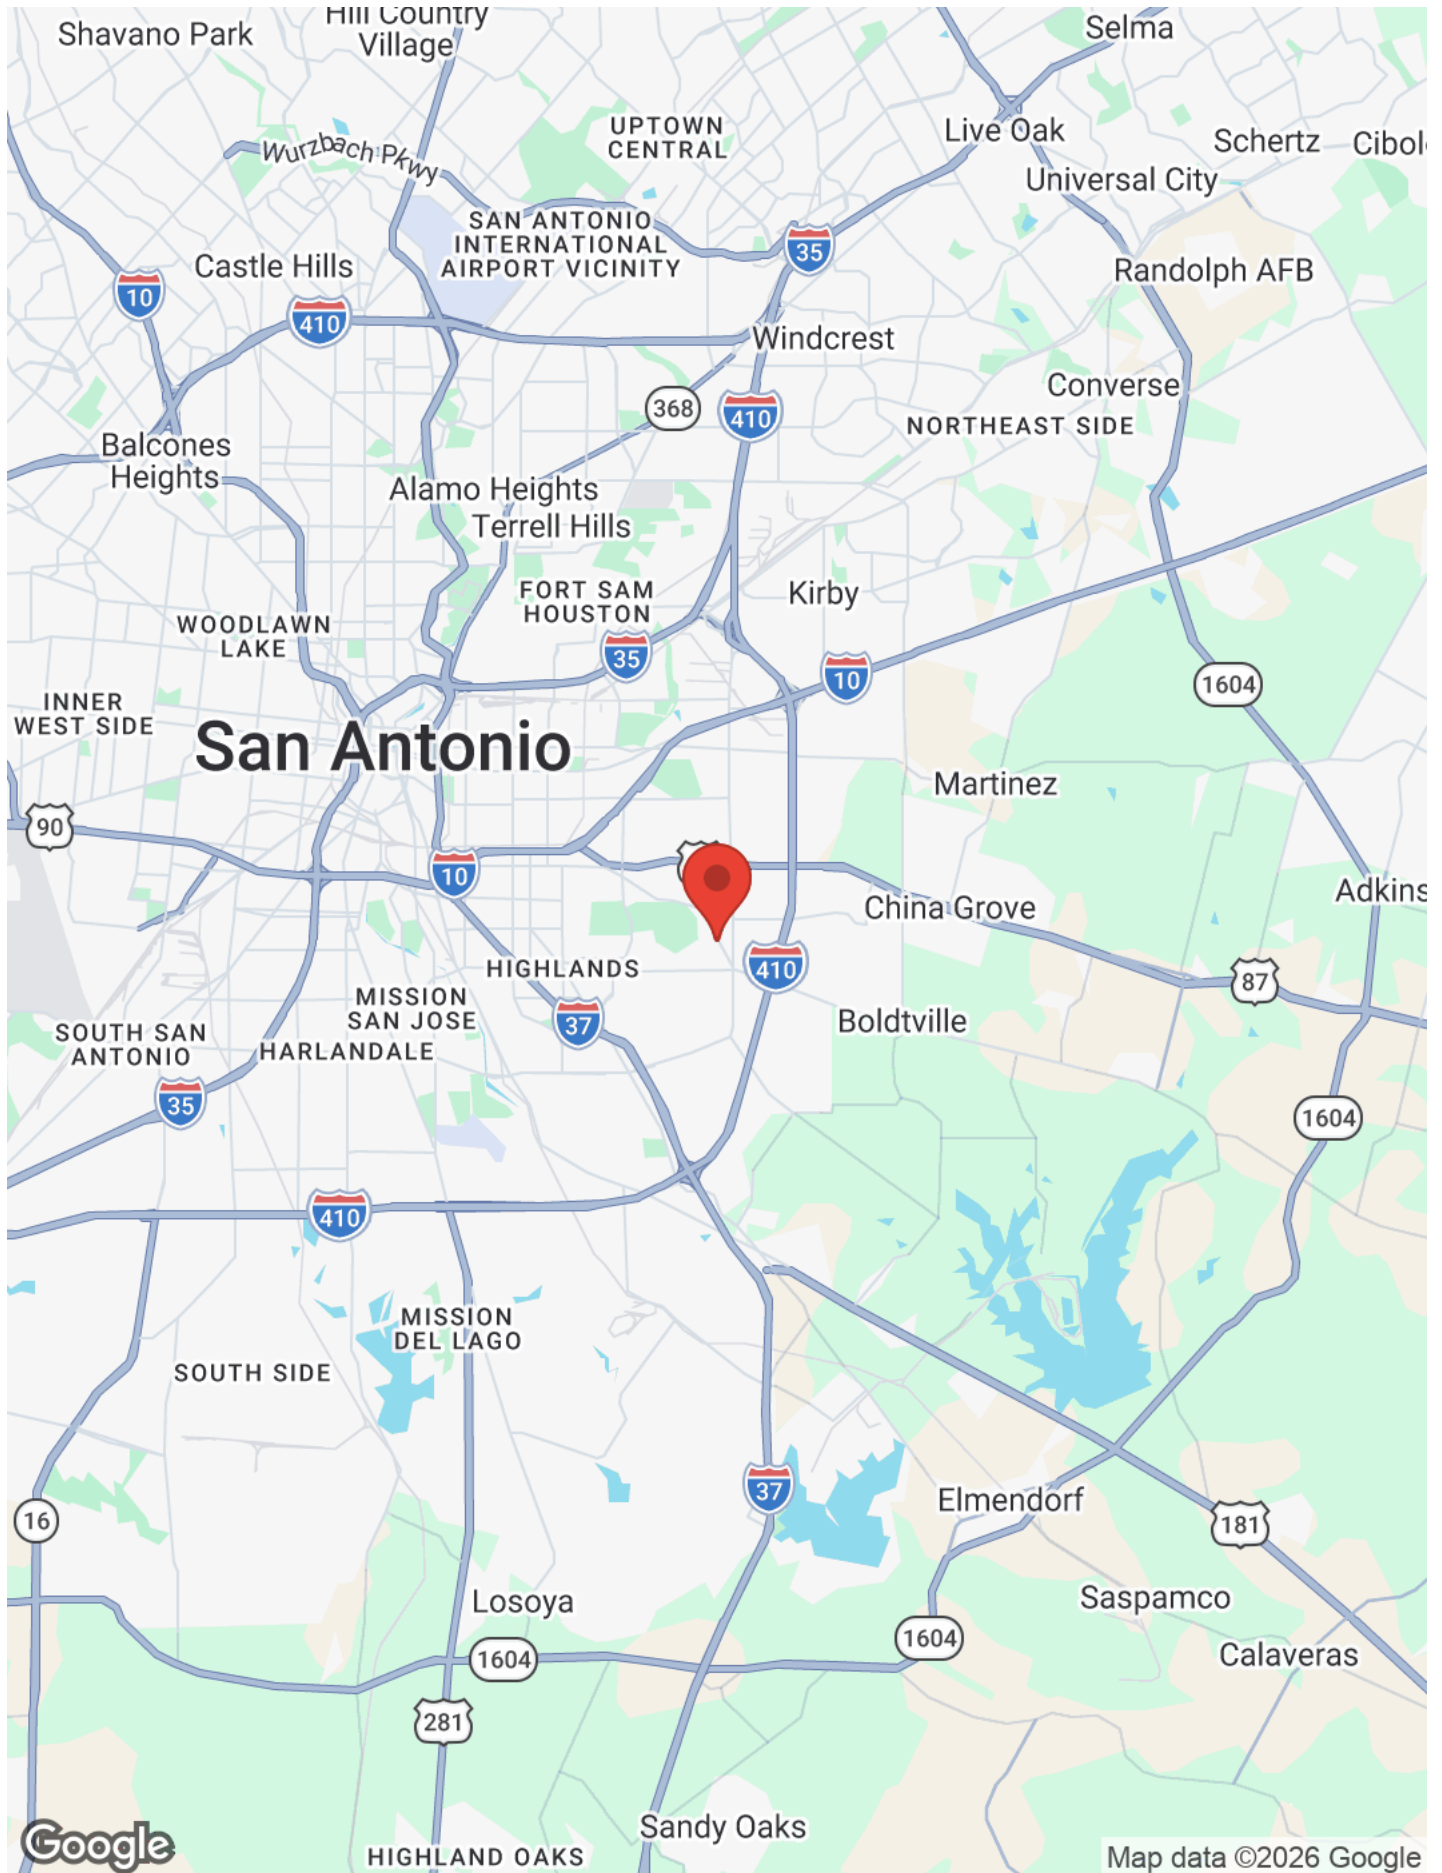 Hill Country
Village
Shavano Park
Selma
UPTOWN
CENTRAL
Live Oak
Schertz
Wurzbach Pkwy
Universal City
SAN ANTONIO
INTERNATIONAL
AIRPORT VICINITY
35
Castle Hills
Randolph AFB
10
410
Windcrest
Converse
368
410
NORTHEAST SIDE
Balcones
Heights
Alamo Heights
Terrell Hills
FORT SAM
HOUSTON
Kirby
WOODLAWN
LAKE
35
10
1604
INNER
WEST SIDE
San Antonio
Martinez
90
10
China Grove
Adkins
HIGHLANDS
410
87
MISSION
SAN JOSE
37
Boldtville
SOUTH SAN
ANTONIO
HARLANDALE
35
1604
410
MISSION
DEL LAGO
SOUTH SIDE
37
Elmendorf
16
181
Losoya
Saspamco
1604
1604
Calaveras
281
Sandy Oaks
Google
HIGHLAND OAKS
Map data ©2026 Google